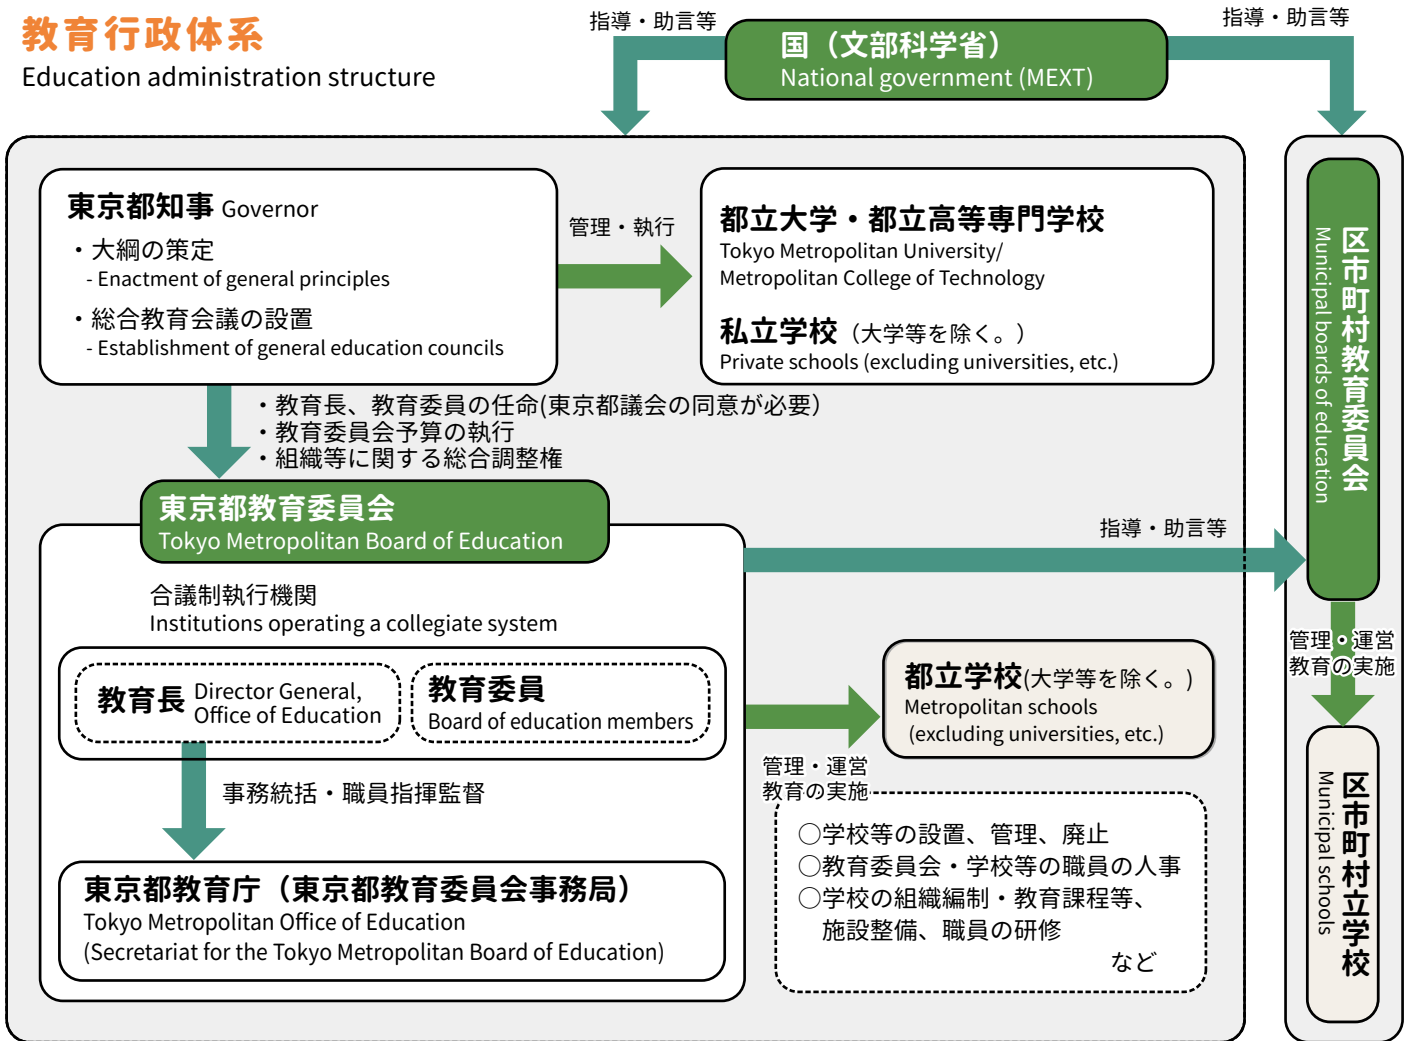 教育行政体系
Education administration structure
指導・助言等
指導・助言等
国（文部科学省）
National government (MEXT)
東京都知事 Governor
・大綱の策定
- Enactment of general principles
・総合教育会議の設置
- Establishment of general education councils
管理・執行
都立大学・都立高等専門学校
Tokyo Metropolitan University/
Metropolitan College of Technology
私立学校（大学等を除く。）
Private schools (excluding universities, etc.)
・教育長、教育委員の任命(東京都議会の同意が必要）
・教育委員会予算の執行
・組織等に関する総合調整権
東京都教育委員会
Tokyo Metropolitan Board of Education
合議制執行機関
Institutions operating a collegiate system
教育長 Director General,
Office of Education
教育委員
Board of education members
事務統括・職員指揮監督
東京都教育庁（東京都教育委員会事務局）
Tokyo Metropolitan Office of Education
(Secretariat for the Tokyo Metropolitan Board of Education)
指導・助言等
都立学校(大学等を除く。)
Metropolitan schools
(excluding universities, etc.)
管理・運営
教育の実施
○学校等の設置、管理、廃止
○教育委員会・学校等の職員の人事
○学校の組織編制・教育課程等、
施設整備、職員の研修
など
区市町村教育委員会
Municipal boards of education
管理・運営
教育の実施
区市町村立学校
Municipal schools